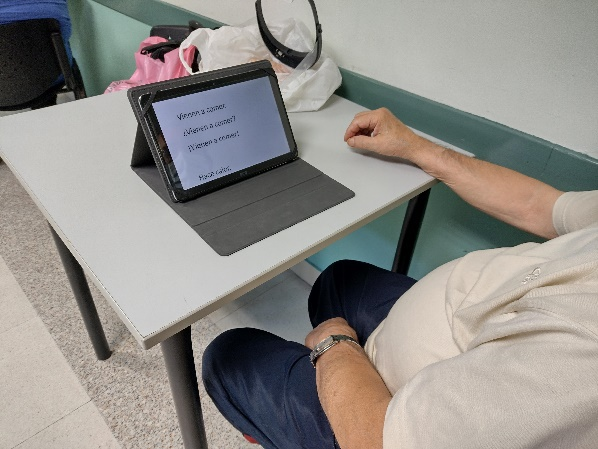 Vienen a comer.
¿Vienen a comer?
¡Vienen a comer!
Hace calor.